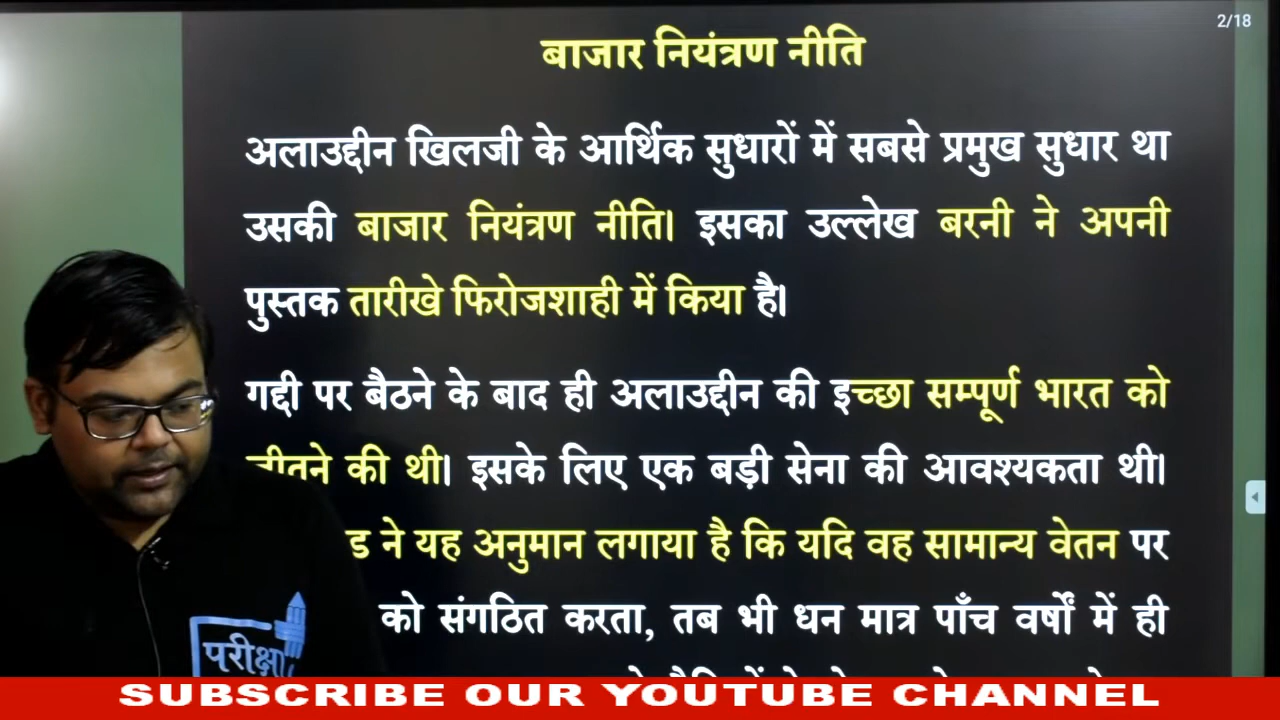 2/18
बाजार नियंत्रण नीति
अलाउद्दीन खिलजी के आर्थिक सुधारों में सबसे प्रमुख सुधार था
उसकी बाजार नियंत्रण नीति। इसका उल्लेख बरनी ने अपनी
पुस्तक तारीखे फिरोजशाही में किया है।
गद्दी पर बैठने के बाद ही अलाउद्दीन की इच्छा सम्पूर्ण भारत को
जीतने की थी। इसके लिए एक बड़ी सेना की आवश्यकता थी।
ने यह अनुमान लगाया है कि यदि वह सामान्य वेतन पर
को संगठित करता, तब भी धन मात्र पाँच वर्षों में ही
परीक्षा
SUBSCRIBE OUR YOUTUBE CHANNEL